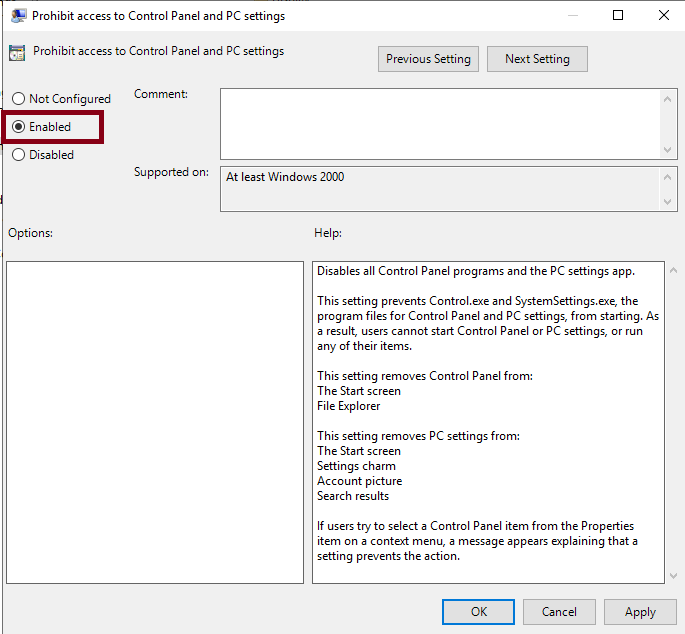 Prohibit access to Control Panel and PC settings
Prohibit access to Control Panel and PC settings
Previous Setting
Next Setting
Not Configured
Comment:
Enabled
Disabled
Supported on:
At least Windows 2000
Options:
Help:
Disables all Control Panel programs and the PC settings app.
This setting prevents Control.exe and SystemSettings.exe, the
program files for Control Panel and PC settings, from starting. As
a result, users cannot start Control Panel or PC settings, or run
any of their items.
This setting removes Control Panel from:
The Start screen
File Explorer
This setting removes PC settings from:
The Start screen
Settings charm
Account picture
Search results
If users try to select a Control Panel item from the Properties
item on a context menu, a message appears explaining that a
setting prevents the action.
OK
Cancel
Apply